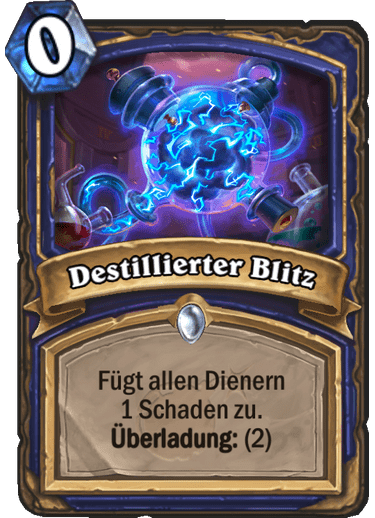 0
Destillierter Blitz
Fügt allen Dienern
1 Schaden zu.
Überladung: (2)